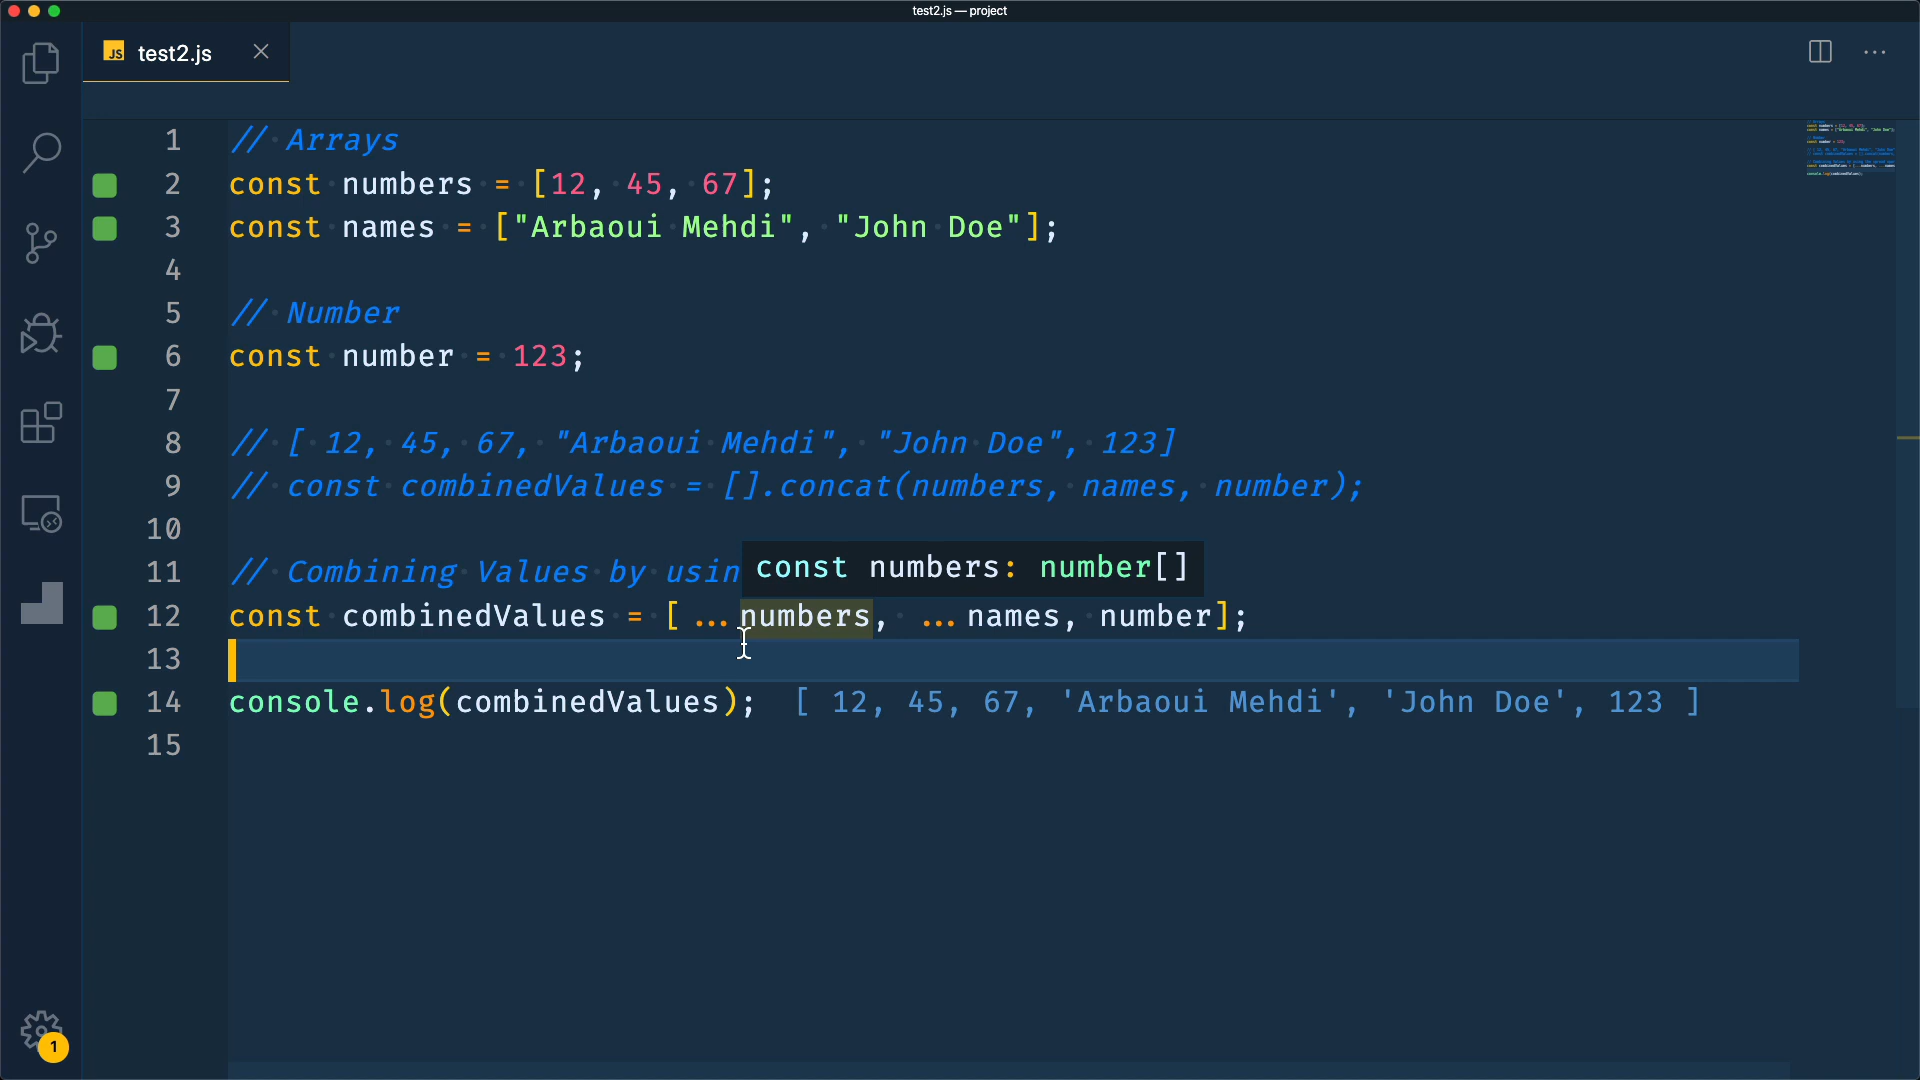 test2.js — project
JS test2.js
1 // Arrays
2 const numbers = [12, 45, 67];
3 const names = ["Arbaoui Mehdi", "John Doe"];
4
5 // Number
6 const number = 123;
7
8 // [ 12, 45, 67, "Arbaoui Mehdi", "John Doe", 123]
9 // const combinedValues = [].concat(numbers, names, number);
10
const numbers: number[]
11 // Combining Values by usin
12 const combinedValues = [ ...numbers, ...names, number];
13
14 console.log(combinedValues); [ 12, 45, 67, 'Arbaoui Mehdi', 'John Doe', 123 ]
15
1